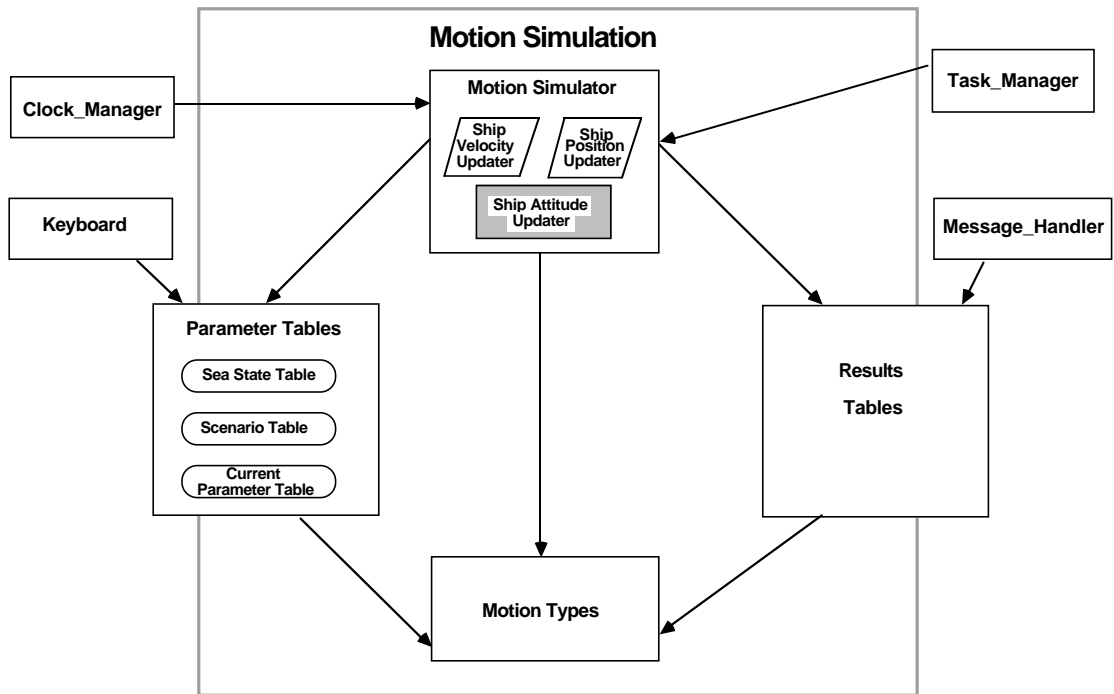 Motion Simulation
Clock_Manager
Motion Simulator
Task_Manager
Ship
Velocity
Updater
Ship
Position
Updater
Ship Attitude
Updater
Keyboard
Message_Handler
Parameter Tables
Sea State Table
Scenario Table
Current
Parameter Table
Results
Tables
Motion Types